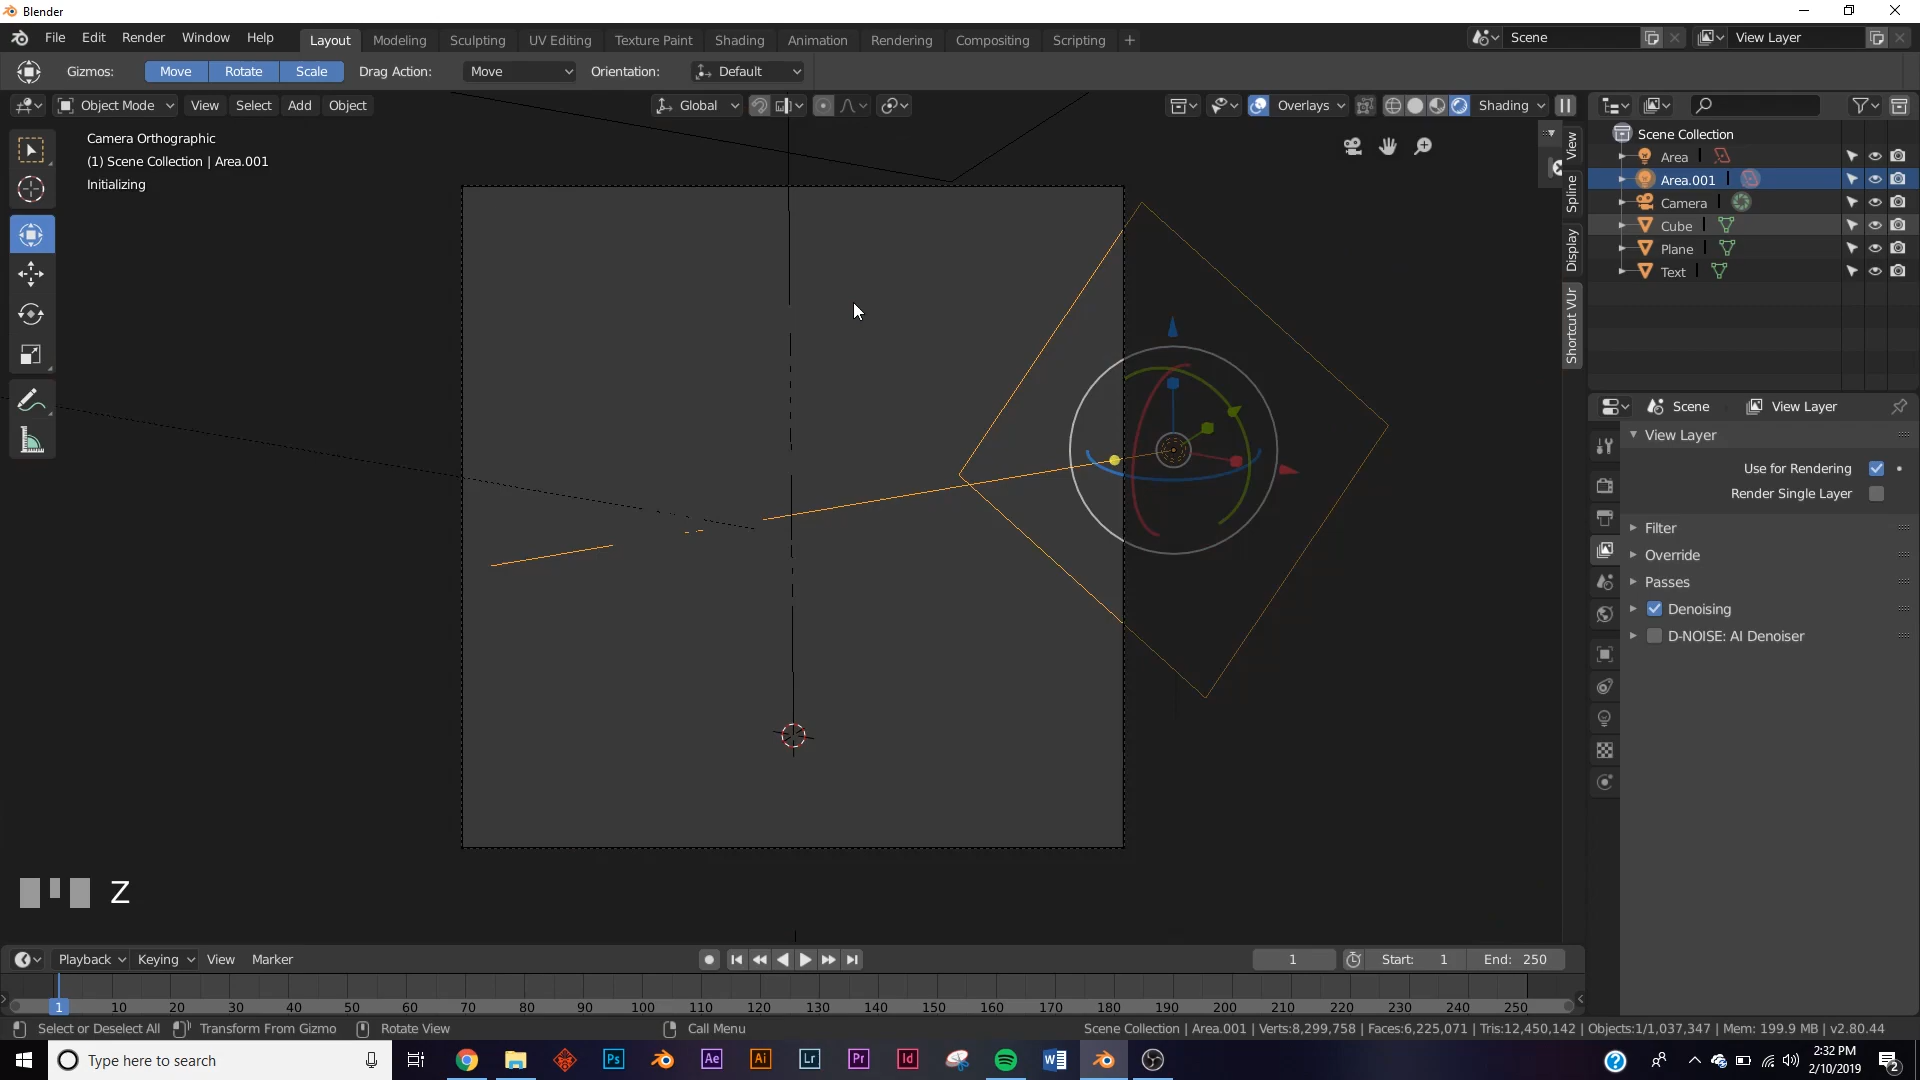 Blender
File Edit Render Window Help Layout Modeling Sculpting UV Editing Texture Paint Shading Animation Rendering Compositing Scripting + Scene View Layer
Gizmos: Move Rotate Scale Drag Action: Move Orientation: Default
Object Mode View Select Add Object Global Overlays Shading
Camera Orthographic
(1) Scene Collection | Area.001
Initializing
View
Spline
Display
Shortcut VUr
Scene Collection
Area
Area.001
Camera
Cube
Plane
Text
Scene View Layer
View Layer
Use for Rendering
Render Single Layer
Filter
Override
Passes
Denoising
D-NOISE: AI Denoiser
Z
Playback Keying View Marker 1 Start: 1 End: 250
1 10 20 30 40 50 60 70 80 90 100 110 120 130 140 150 160 170 180 190 200 210 220 230 240 250
Select or Deselect All Transform From Gizmo Rotate View Call Menu Scene Collection | Area.001 | Verts:8,299,758 | Faces:6,225,071 | Tris:12,450,142 | Objects:1/1,037,347 | Mem: 199.9 MB | v2.80.44
Type here to search Ps Ae Ai Lr Pr Id 2:32 PM
2/10/2019 2